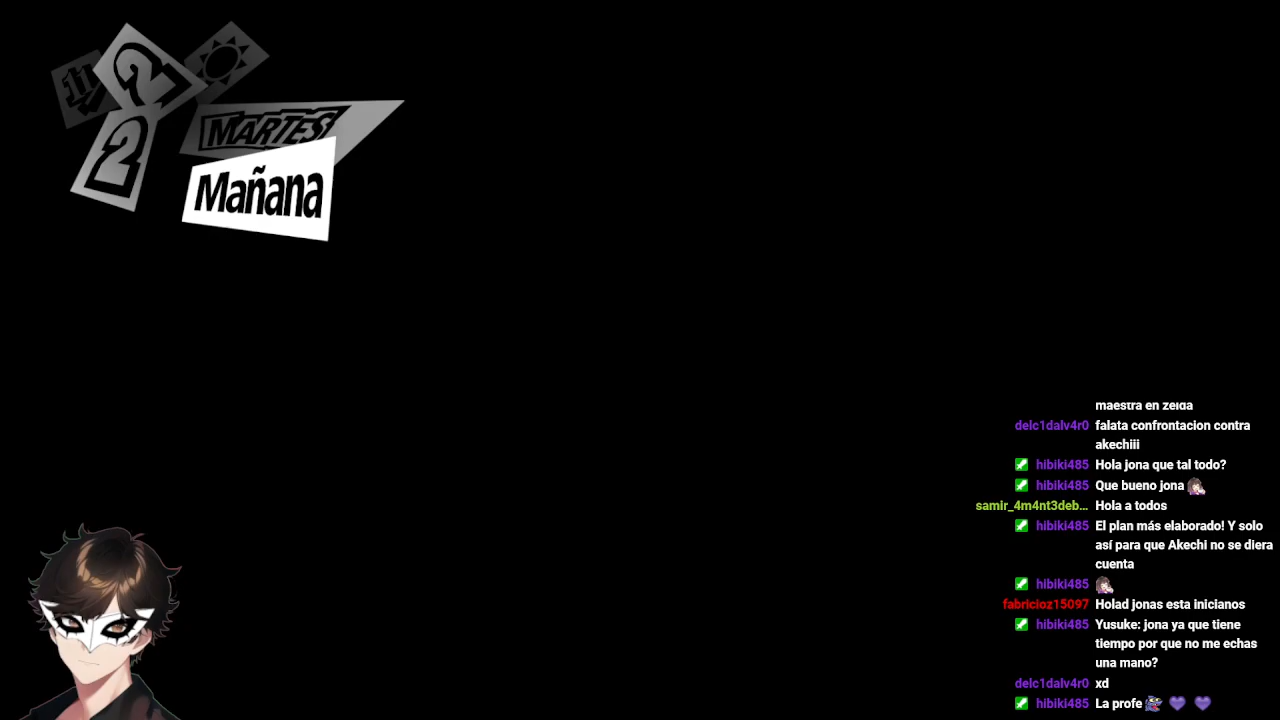 11
22
MARTES
Mañana
maestra en zelda
delc1dalv4r0 falata confrontacion contra
akechiii
hibiki485 Hola jona que tal todo?
hibiki485 Que bueno jona
samir_4m4nt3deb... Hola a todos
hibiki485 El plan más elaborado! Y solo
así para que Akechi no se diera
cuenta
hibiki485
fabricioz15097 Holad jonas esta inicianos
hibiki485 Yusuke: jona ya que tiene
tiempo por que no me echas
una mano?
delc1dalv4r0 xd
hibiki485 La profe